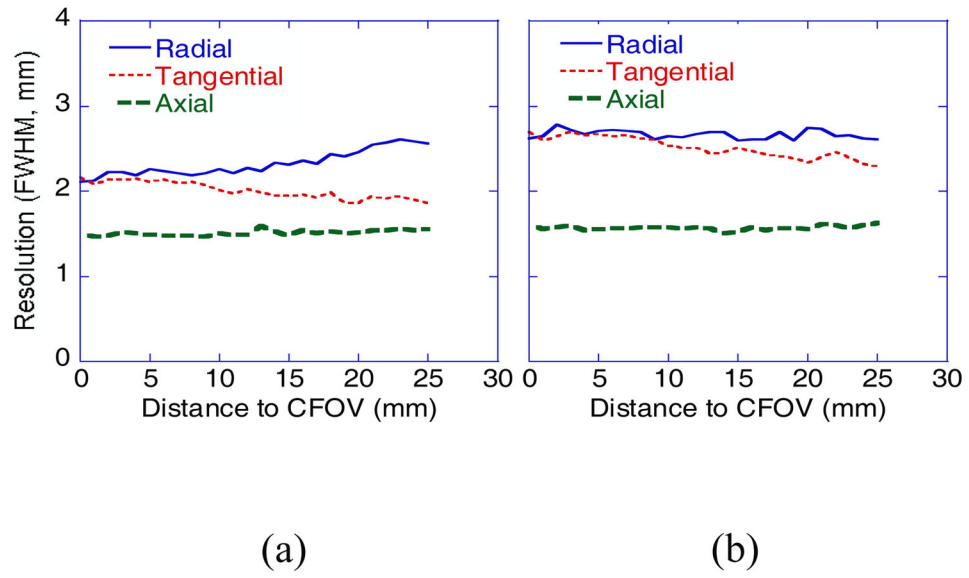 4
3
2
1
0
Resolution (FWHM, mm)
Radial
Tangential
Axial
0 5 10 15 20 25 30
Distance to CFOV (mm)
(a)
Radial
Tangential
Axial
0 5 10 15 20 25 30
Distance to CFOV (mm)
(b)